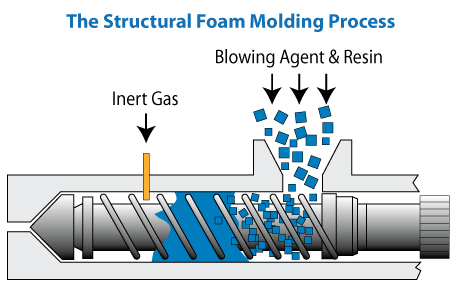 The Structural Foam Molding Process
Blowing Agent & Resin
Inert Gas